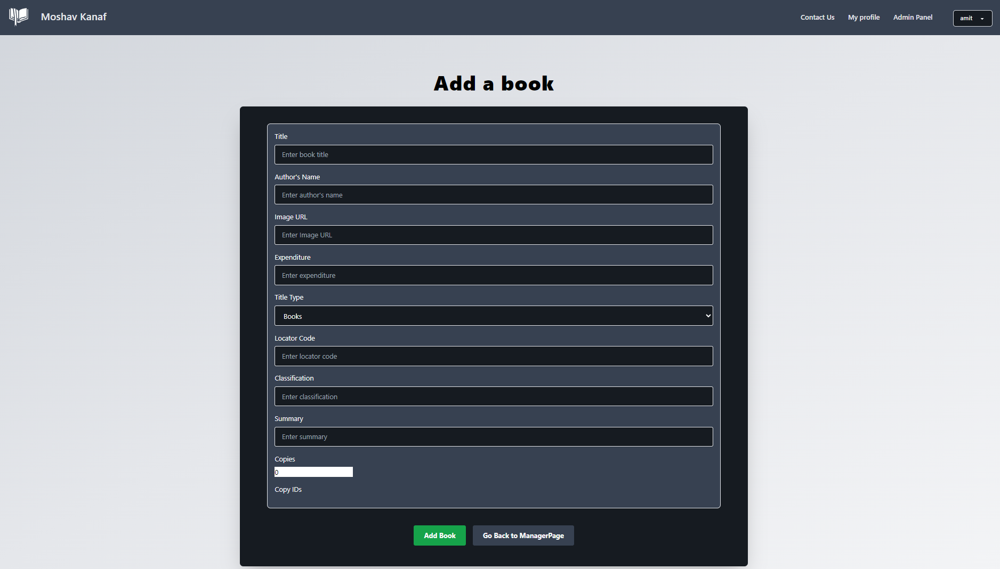 Moshav Kanaf
Contact Us
My profile
Admin Panel
amit
Add a book
Title
Enter book title
Author's Name
Enter author's name
Image URL
Enter Image URL
Expenditure
Enter expenditure
Title Type
Books
Locator Code
Enter locator code
Classification
Enter classification
Summary
Enter summary
Copies
0
Copy IDs
Add Book
Go Back to ManagerPage